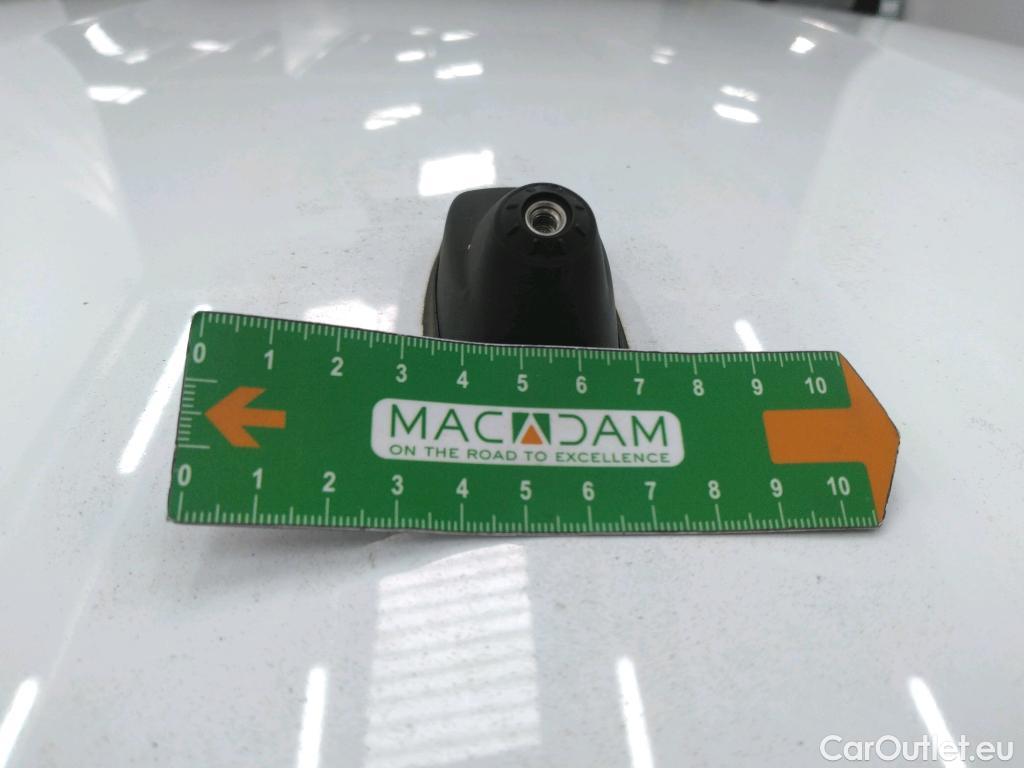 0 1 2 3 4 5 6 7 8 9 10
MACADAM
ON THE ROAD TO EXCELLENCE
0 1 2 3 4 5 6 7 8 9 10
CarOutlet.eu